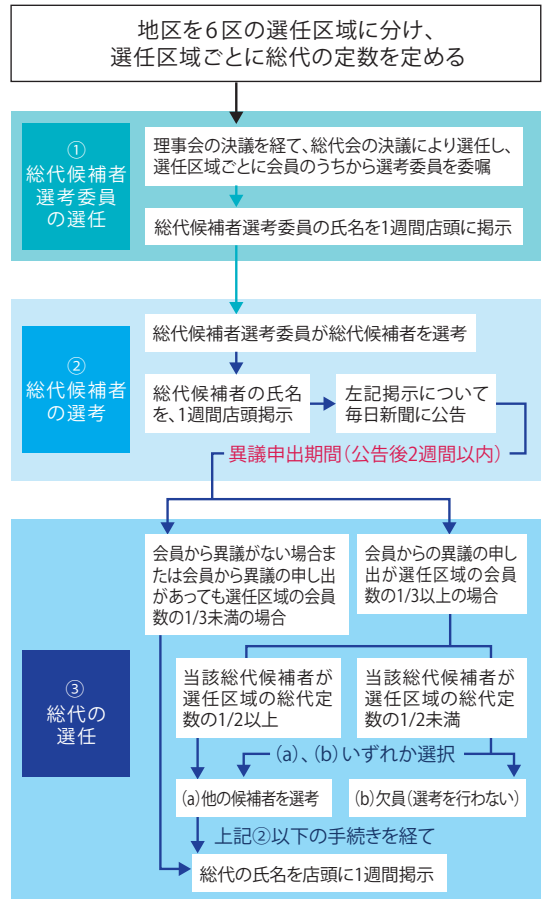 地区を6区の選任区域に分け、
選任区域ごとに総代の定数を定める
①
総代候補者
選考委員
の選任
理事会の決議を経て、総代会の決議により選任し、
選任区域ごとに会員のうちから選考委員を委嘱
総代候補者選考委員の氏名を1週間店頭に掲示
②
総代候補者
の選考
総代候補者選考委員が総代候補者を選考
総代候補者の氏名
を、1週間店頭掲示
左記掲示について
毎日新聞に公告
異議申出期間(公告後2週間以内)
③
総代の
選任
会員から異議がない場合ま
たは会員から異議の申し出
があっても選任区域の会員
数の1/3未満の場合
会員からの異議の申し
出が選任区域の会員
数の1/3以上の場合
当該総代候補者が
選任区域の総代定
数の1/2以上
当該総代候補者が
選任区域の総代定
数の1/2未満
(a)、(b)いずれか選択
(a)他の候補者を選考
(b)欠員(選考を行わない)
上記②以下の手続きを経て
総代の氏名を店頭に1週間掲示